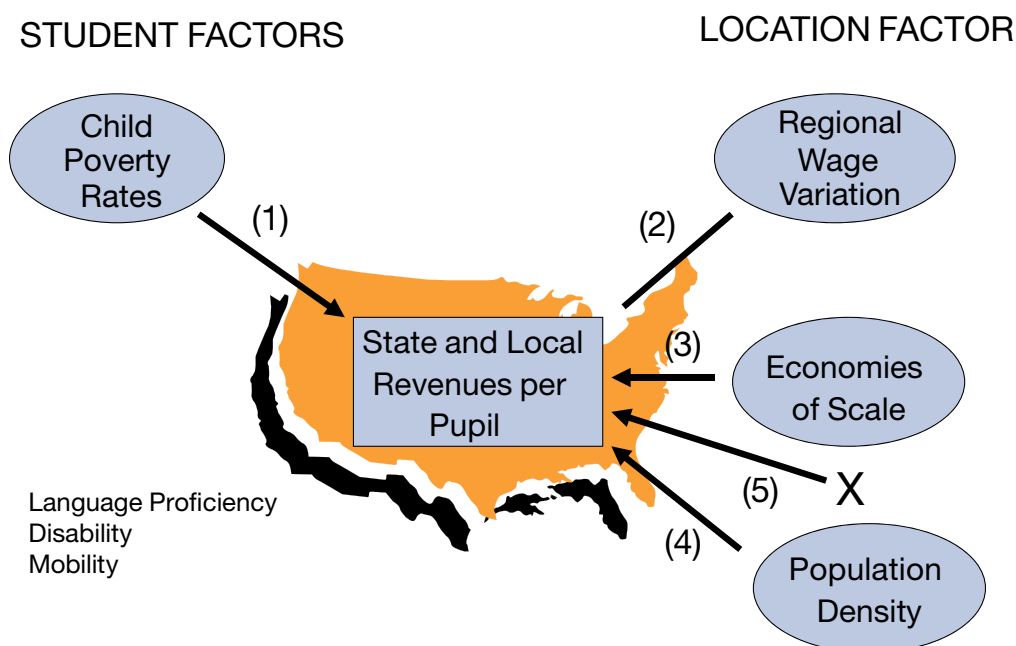 STUDENT FACTORS
LOCATION FACTOR
Child
Poverty
Rates
Regional
Wage
Variation
(1)
(2)
State and Local
Revenues per
Pupil
(3)
Economies
of Scale
(5)
X
Language Proficiency
Disability
Mobility
(4)
Population
Density